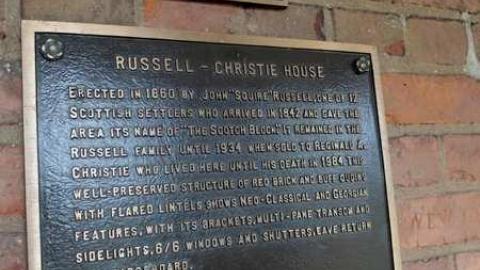 RUSSELL – CHRISTIE HOUSE
ERECTED IN 1860 BY JOHN "SQUIRE" RUSSELL, ONE OF 12
SCOTTISH SETTLERS WHO ARRIVED IN 1842 AND GAVE THE
AREA ITS NAME OF "THE SCOTCH BLOCK". IT REMAINED IN THE
RUSSELL FAMILY UNTIL 1934 WHEN SOLD TO REGINALD A.
CHRISTIE WHO LIVED HERE UNTIL HIS DEATH IN 1984. THIS
WELL-PRESERVED STRUCTURE OF RED BRICK AND BUFF QUOINS
WITH FLARED LINTELS SHOWS NEO-CLASSICAL AND GEORGIAN
FEATURES, WITH ITS BRACKETS, MULTI-PANE TRANSOM AND
SIDELIGHTS, 6/6 WINDOWS AND SHUTTERS, EAVE RETURN